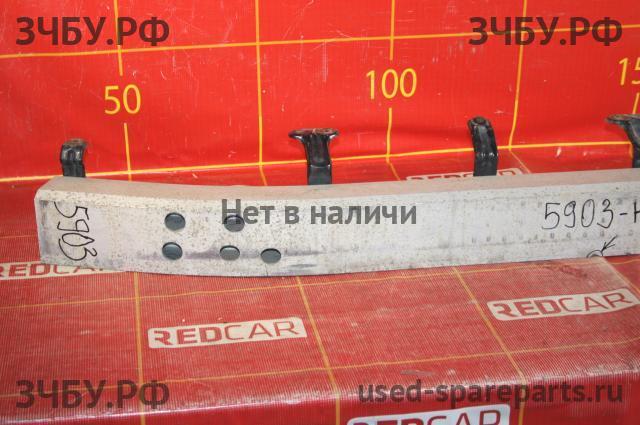 ЗЧБУ.РФ
ЗЧБУ.РФ
50
100
15
5903
Нет в наличи
5903-Н
REDCAR
REDCAR
REDCAR
ЗЧБУ.РФ
used-spareparts.ru
REDCAR